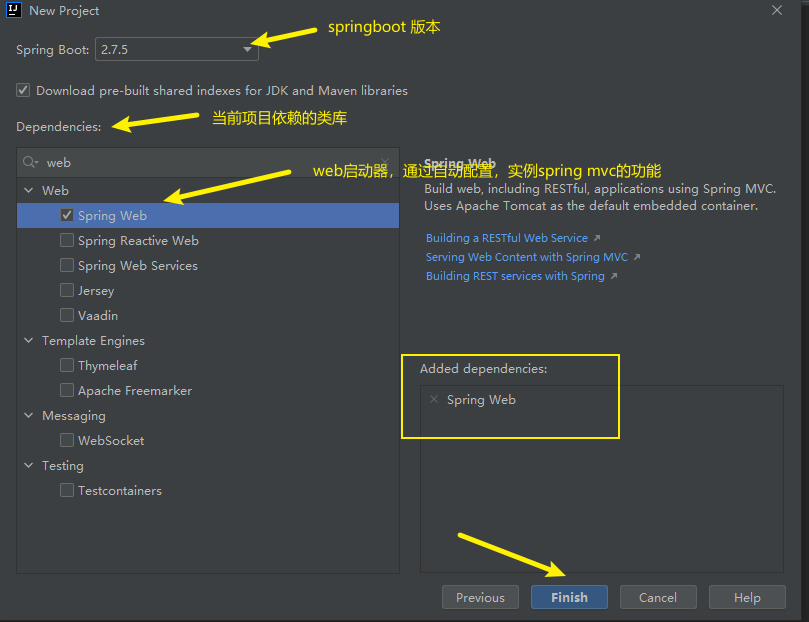 New Project
springboot 版本
Spring Boot: 2.7.5
Download pre-built shared indexes for JDK and Maven libraries
当前项目依赖的类库
Dependencies:
web
web启动器，通过自动配置，实例spring mvc的功能
Spring Web
Build web, including RESTful, applications using Spring MVC.
Uses Apache Tomcat as the default embedded container.
Building a RESTful Web Service
Serving Web Content with Spring MVC
Building REST services with Spring
Web
Spring Web
Spring Reactive Web
Spring Web Services
Jersey
Vaadin
Template Engines
Thymeleaf
Apache Freemarker
Messaging
WebSocket
Testing
Testcontainers
Added dependencies:
Spring Web
Previous
Finish
Cancel
Help